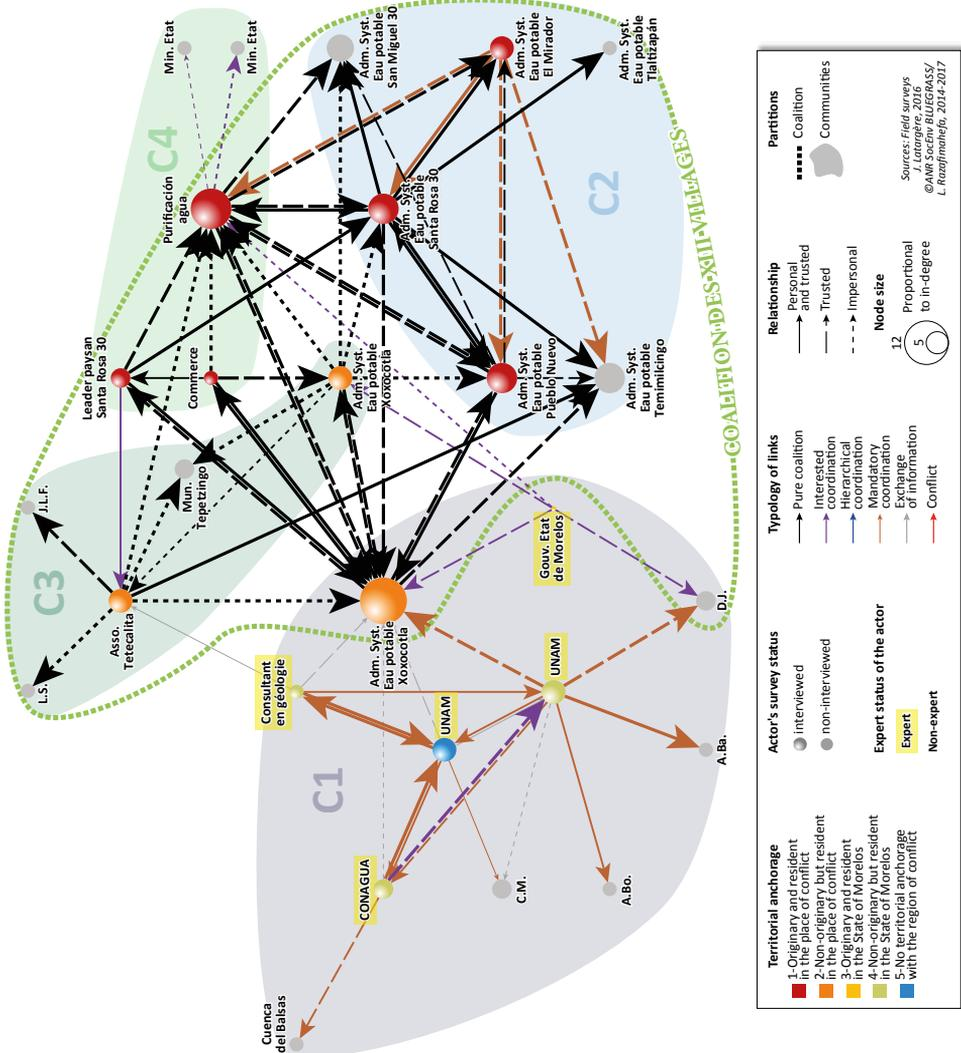 Min. Etat
Min. Etat
C4
Purificasión
agua
Leader paysan
Santa Rosa 30
Commerce
Adm. Syst.
Eau potable
San Miguel 30
Adm. Syst.
Eau potable
El Mirador
Adm. Syst.
Eau potable
Tlaltizapán
Adm. Syst.
Eau potable
Santa Rosa 30
C2
Adm. Syst.
Eau potable
Xoxocotla
Adm. Syst.
Eau potable
Pueblo Nuevo
Adm. Syst.
Eau potable
Temimilcingo
COALITION-DES-XIII-VILLAGES
C3
J.L.F.
L.S.
Mun.
Tepetzingo
Asso.
Tetecalita
Adm. Syst.
Eau potable
Xoxocotla
Gouv. Etat
de Morelos
D.J.
Consultant
en géologie
UNAM
UNAM
C1
CONAGUA
C.M.
A.Bo.
A.Ba.
Cuenca
del Balsas
Territorial anchorage
1-Originary and resident
in the place of conflict
2-Non-originary but resident
in the place of conflict
3-Originary and resident
in the State of Morelos
4-Non-originary but resident
in the State of Morelos
5-No territorial anchorage
with the region of conflict
Actor's survey status
interviewed
non-interviewed
Expert status of the actor
Expert
Non-expert
Typology of links
Pure coalition
Interested
coordination
Hierarchical
coordination
Mandatory
coordination
Exchange
of information
Conflict
Relationship
Personal
and trusted
Trusted
Impersonal
Node size
12
5
Proportional
to in-degree
Partitions
Coalition
Communities
Sources: Field surveys
J. Latargère, 2016
©ANR SocEnv BLUEGRASS/
L. Razafimahefa, 2014-2017